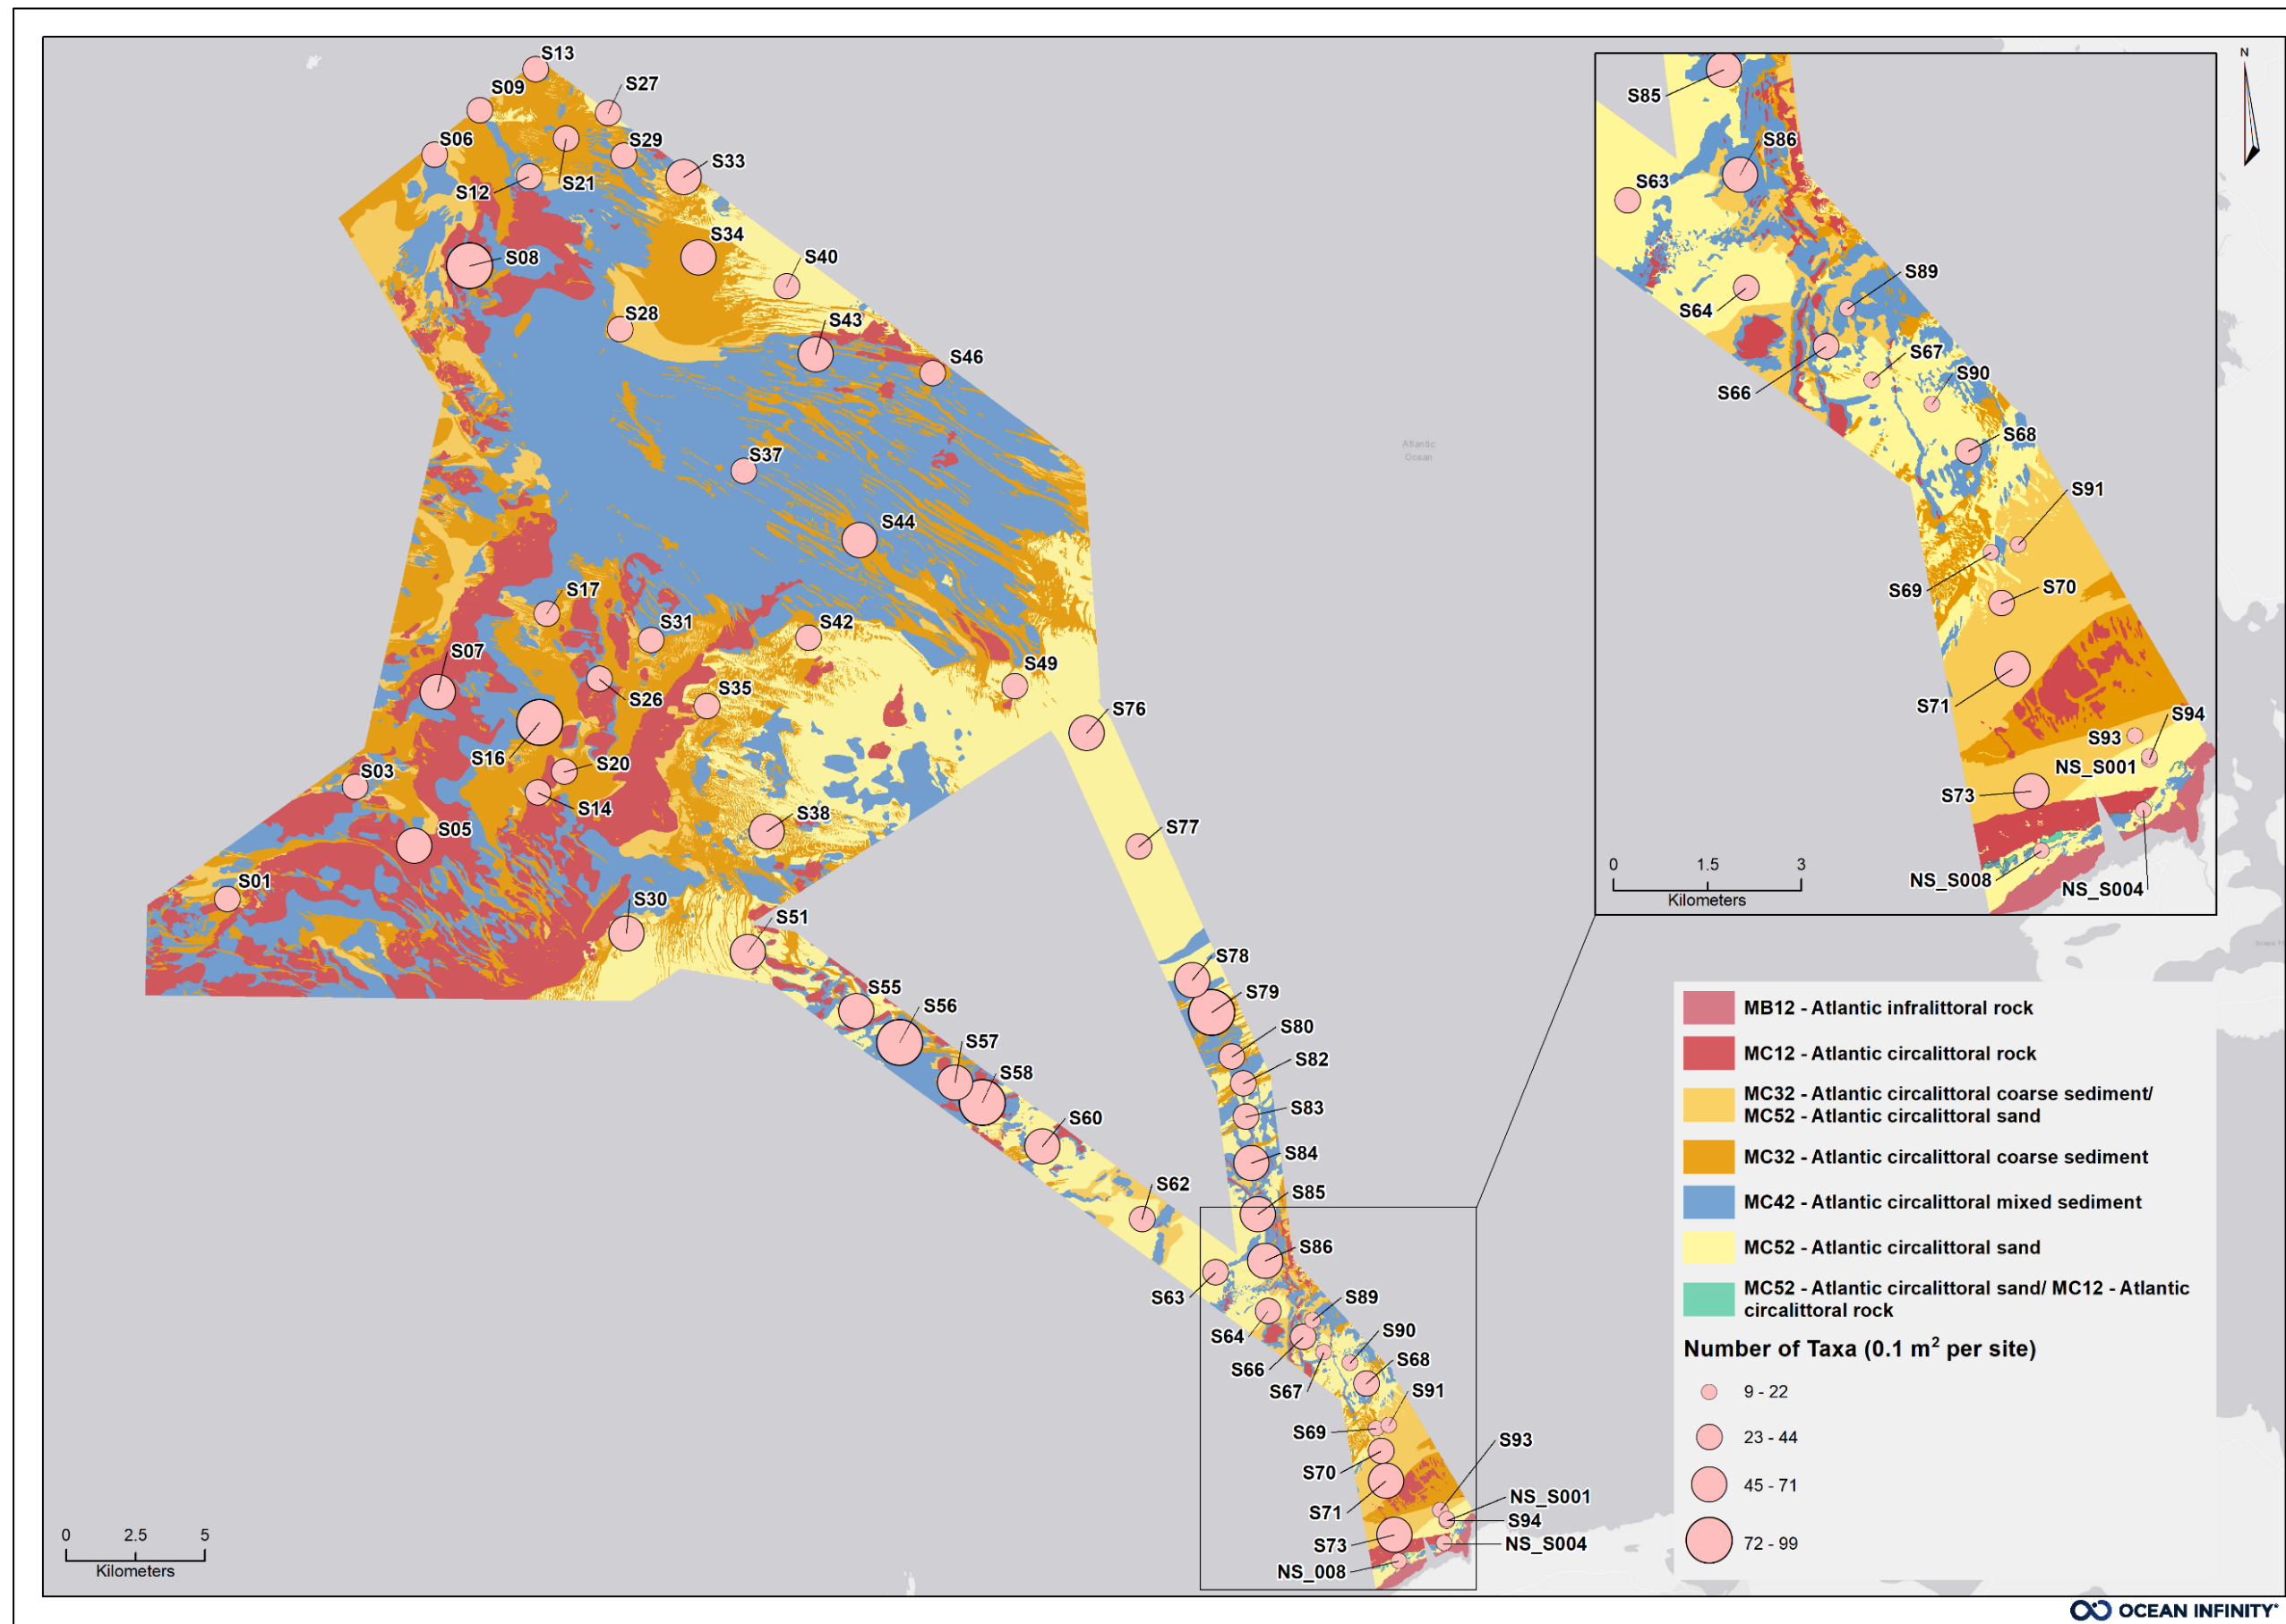 S13
S09
S27
S06
S29
S33
S12
S21
S34
S08
S40
S28
S43
S46
S37
S44
S17
S31
S42
S07
S49
S26
S35
S76
S16
S20
S03
S14
S05
S38
S77
S01
S30
S51
S78
S55
S79
S56
S80
S57
S82
S58
S83
S60
S84
S62
S85
S86
S63
S89
S64
S90
S66
S68
S67
S91
S69
S93
S70
NS_S001
S71
S94
S73
NS_S004
NS_008
Atlantic
Ocean
0 2.5 5
Kilometers
S85
S86
S63
S89
S64
S67
S66
S90
S68
S91
S69
S70
S71
S94
S93
NS_S001
S73
NS_S008
NS_S004
0 1.5 3
Kilometers
N
MB12 - Atlantic infralittoral rock
MC12 - Atlantic circalittoral rock
MC32 - Atlantic circalittoral coarse sediment/
MC52 - Atlantic circalittoral sand
MC32 - Atlantic circalittoral coarse sediment
MC42 - Atlantic circalittoral mixed sediment
MC52 - Atlantic circalittoral sand
MC52 - Atlantic circalittoral sand/ MC12 - Atlantic
circalittoral rock
Number of Taxa (0.1 m² per site)
9 - 22
23 - 44
45 - 71
72 - 99
OCEAN INFINITY®